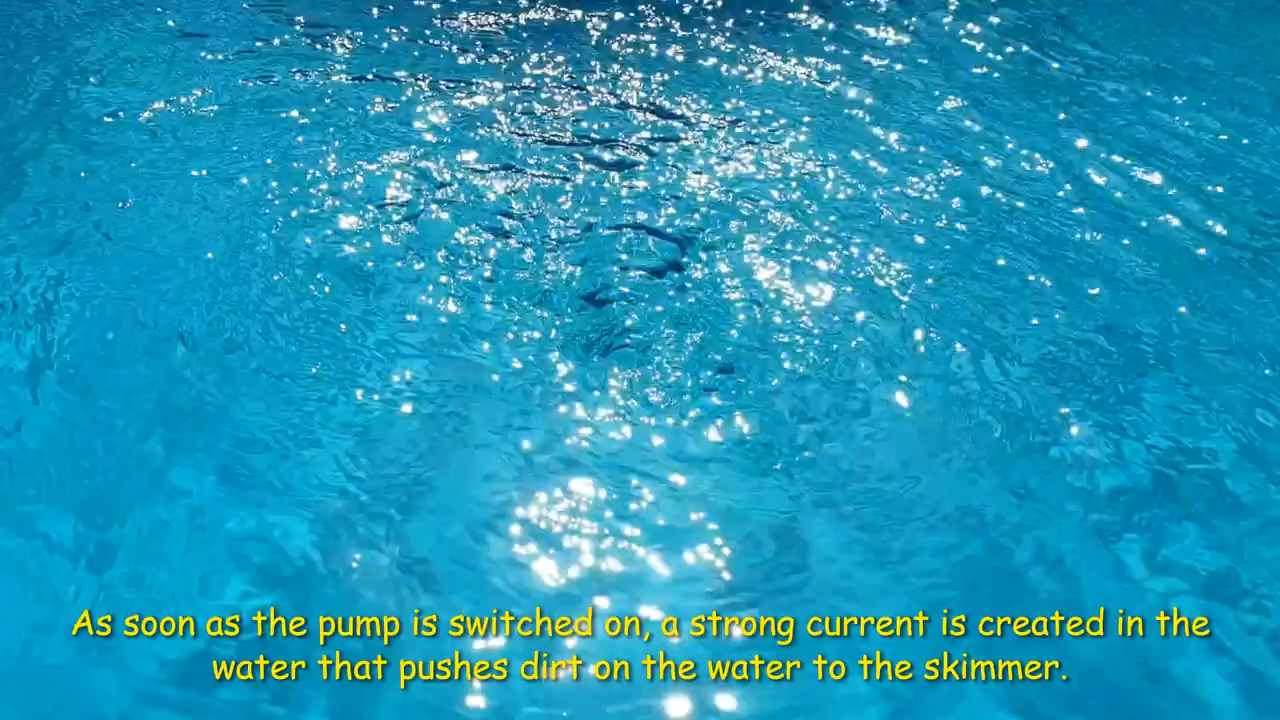 As soon as the pump is switched on, a strong current is created in the
water that pushes dirt on the water to the skimmer.